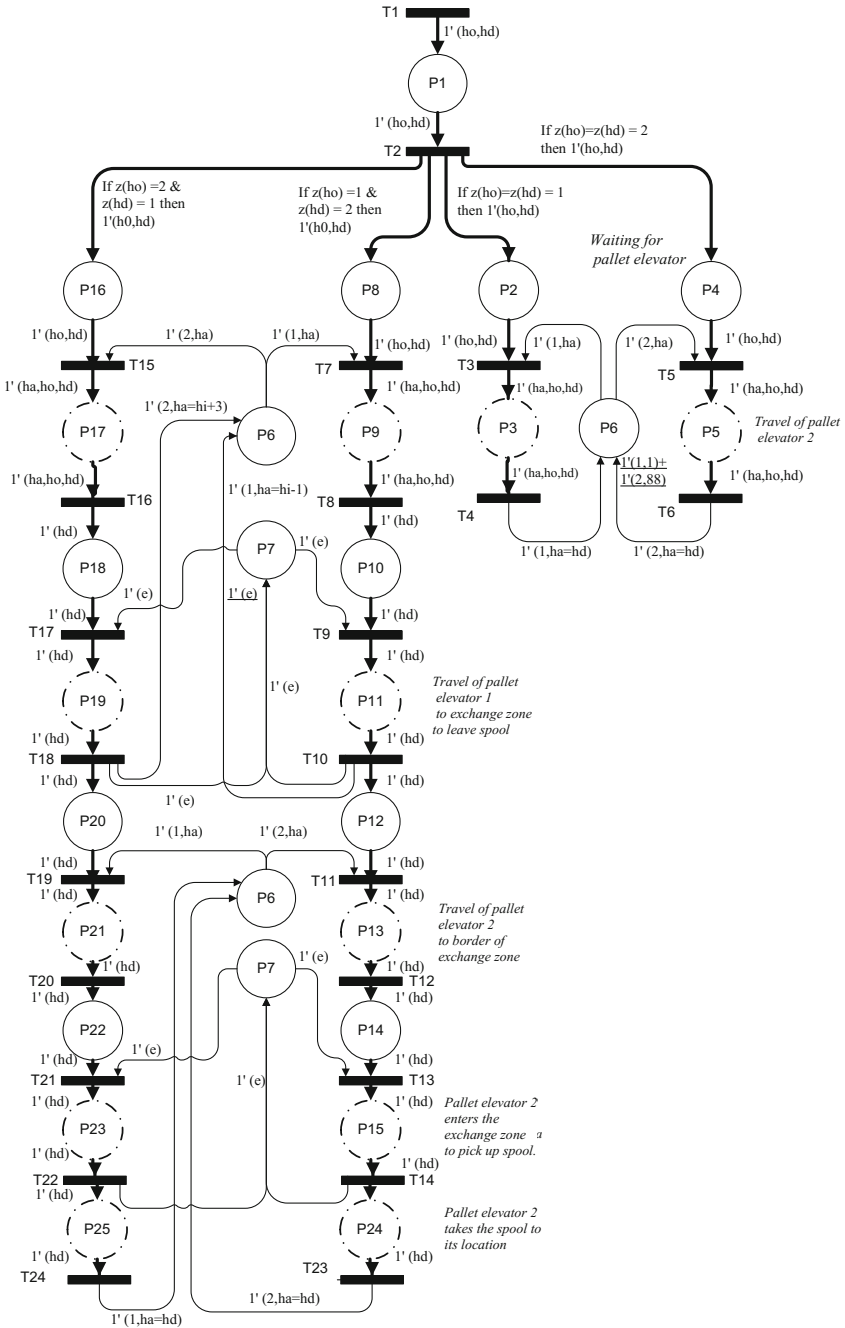 T1
1' (ho,hd)
P1
1' (ho,hd)
T2
If z(ho)=z(hd) = 2
then 1'(ho,hd)
If z(ho) =2 &
z(hd) = 1 then
1'(h0,hd)
If z(ho) =1 &
z(hd) = 2 then
1'(h0,hd)
If z(ho)=z(hd) = 1
then 1'(ho,hd)
Waiting for
pallet elevator
P16
P8
P2
P4
1' (ho,hd)
1' (2,ha)
1' (1,ha)
1' (ho,hd)
1' (ho,hd)
1' (1,ha)
1' (2,ha)
1' (ho,hd)
T15
T7
T3
T5
1' (ha,ho,hd)
1' (ha,ho,hd)
1' (ha,ho,hd)
1' (ha,ho,hd)
1' (2,ha=hi+3)
P17
P6
P9
P3
P6
P5
Travel of pallet
elevator 2
1' (ha,ho,hd)
1' (1,ha=hi-1)
1' (ha,ho,hd)
1' (ha,ho,hd)
1'(1,1)+
1'(2,88)
1' (ha,ho,hd)
T16
T8
T4
T6
1' (hd)
1' (hd)
1' (1,ha=hd)
1' (2,ha=hd)
P18
P7
1' (e)
P10
1' (e)
1' (e)
1' (hd)
1' (hd)
T17
T9
1' (hd)
1' (hd)
P19
1' (e)
P11
Travel of pallet
elevator 1
to exchange zone
to leave spool
1' (hd)
1' (hd)
T18
T10
1' (hd)
1' (hd)
1' (e)
P20
P12
1' (1,ha)
1' (2,ha)
1' (hd)
1' (hd)
T19
T11
1' (hd)
1' (hd)
P6
P21
P13
Travel of pallet
elevator 2
to border of
exchange zone
1' (hd)
1' (e)
1' (hd)
P7
T20
T12
1' (hd)
1' (hd)
P22
P14
1' (e)
1' (hd)
1' (hd)
T21
1' (e)
T13
1' (hd)
1' (hd)
P23
P15
Pallet elevator 2
enters the
exchange zone a
to pick up spool.
1' (hd)
1' (hd)
T22
T14
1' (hd)
P25
P24
Pallet elevator 2
takes the spool to
its location
1' (hd)
1' (hd)
T24
T23
1' (1,ha=hd)
1' (2,ha=hd)